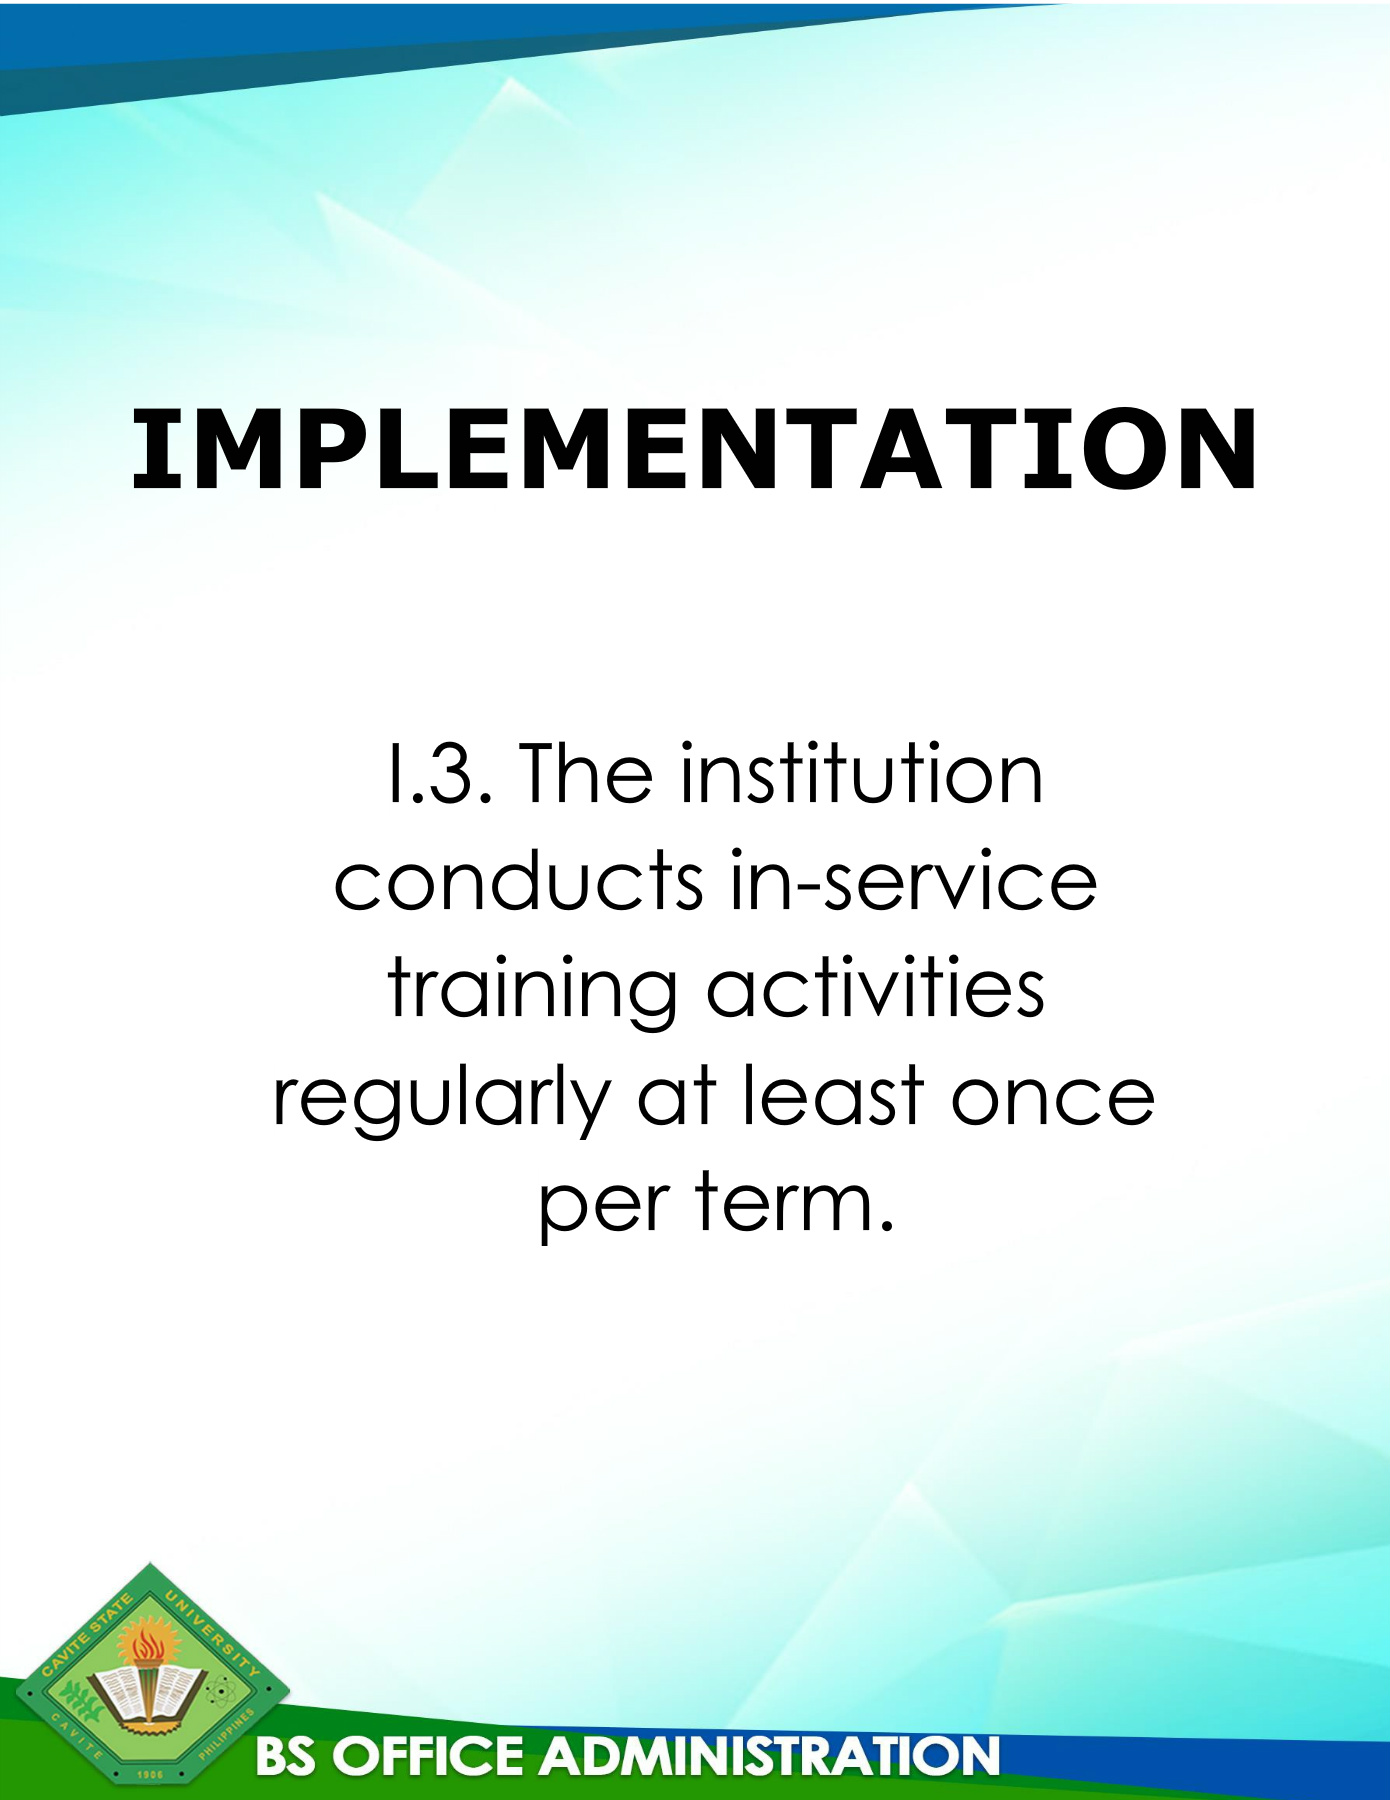 IMPLEMENTATION
I.3. The institution
conducts in-service
training activities
regularly at least once
per term.
CAVITE STATE UNIVERSITY
CAVITE
PHILIPPINES
1906
BS OFFICE ADMINISTRATION